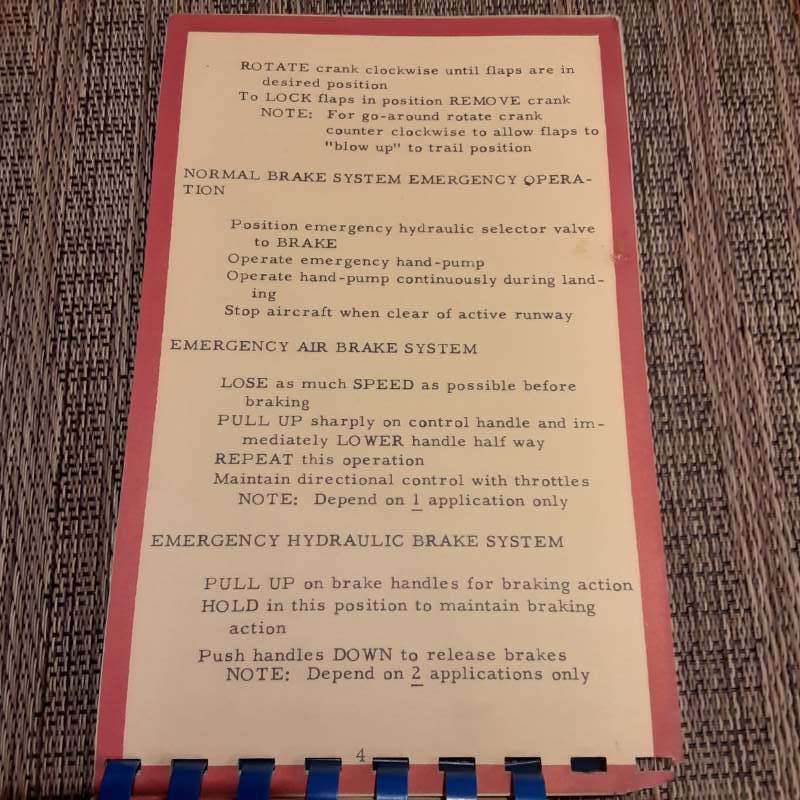 ROTATE crank clockwise until flaps are in
desired position
To LOCK flaps in position REMOVE crank
NOTE: For go-around rotate crank
counter clockwise to allow flaps to
"blow up" to trail position
NORMAL BRAKE SYSTEM EMERGENCY OPERA-
TION
Position emergency hydraulic selector valve
to BRAKE
Operate emergency hand-pump
Operate hand-pump continuously during land-
ing
Stop aircraft when clear of active runway
EMERGENCY AIR BRAKE SYSTEM
LOSE as much SPEED as possible before
braking
PULL UP sharply on control handle and im-
mediately LOWER handle half way
REPEAT this operation
Maintain directional control with throttles
NOTE: Depend on 1 application only
EMERGENCY HYDRAULIC BRAKE SYSTEM
PULL UP on brake handles for braking action
HOLD in this position to maintain braking
action
Push handles DOWN to release brakes
NOTE: Depend on 2 applications only
4